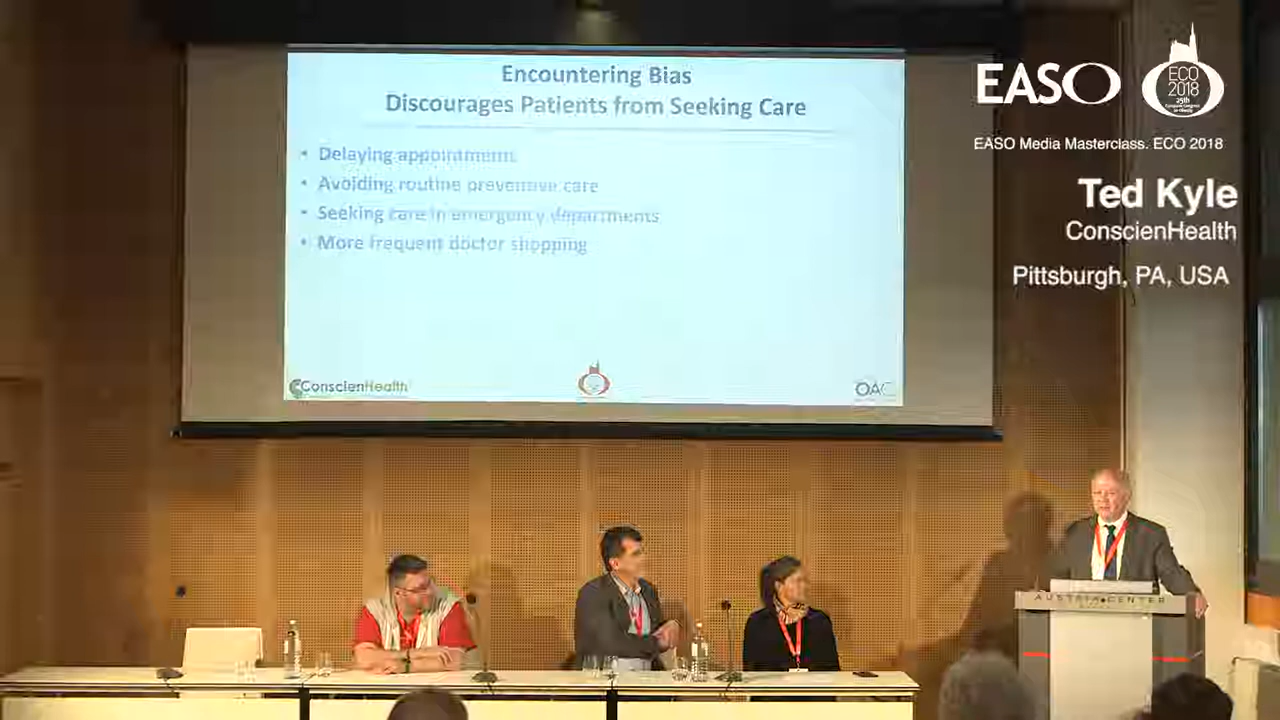 Encountering Bias
Discourages Patients from Seeking Care
• Delaying appointments
• Avoiding routine preventive care
• Seeking care in emergency departments
• More frequent doctor shopping
ConscienHealth
OAC
EASO
ECO
2018
25th
EASO Media Masterclass. ECO 2018
Ted Kyle
ConscienHealth
Pittsburgh, PA, USA
AUSTRIA CENTER